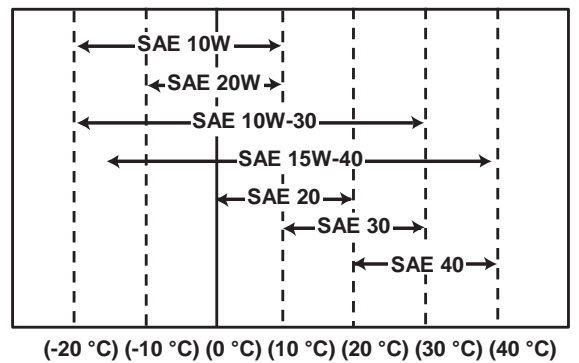 SAE 10W
SAE 20W
SAE 10W-30
SAE 15W-40
SAE 20
SAE 30
SAE 40
(-20 °C) (-10 °C) (0 °C) (10 °C) (20 °C) (30 °C) (40 °C)